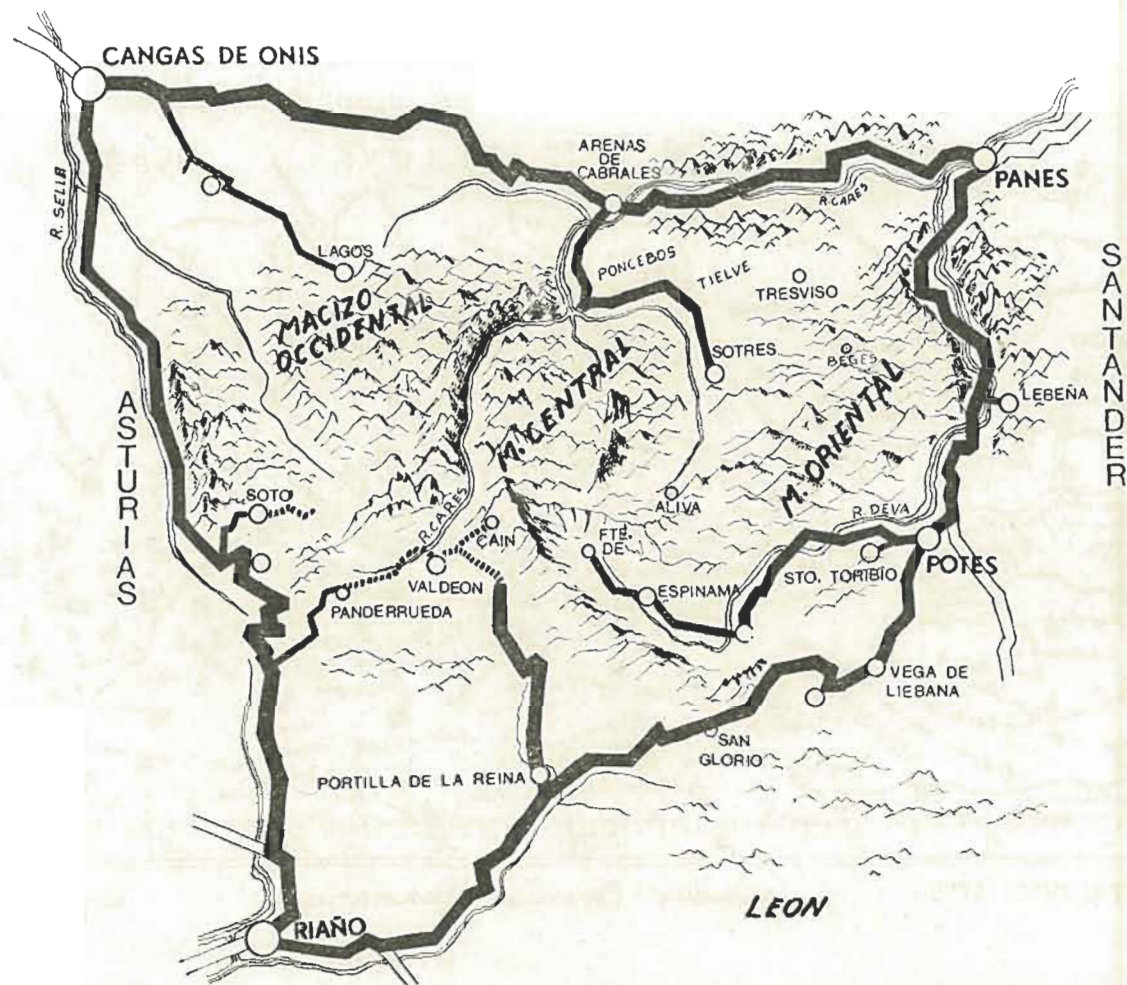 CANGAS DE ONIS
ARENAS
DE
CABRALES
PANES
R. SELLA
R. CARES
LAGOS
PONCEBOS
TIELVE
TRESVISO
MACIZO
OCCIDENTAL
SANTANDER
M. CENTRAL
SOTRES
BEGES
M. ORIENTAL
LEBEÑA
ASTURIAS
SOTO
R. CARES
CAIN
ALIVA
R. DEVA
FTE.
DE
POTES
VALDEON
STO. TORIBIO
PANDERRUEDA
ESPINAMA
VEGA DE
LIEBANA
SAN
GLORIO
PORTILLA DE LA REINA
LEON
RIAÑO